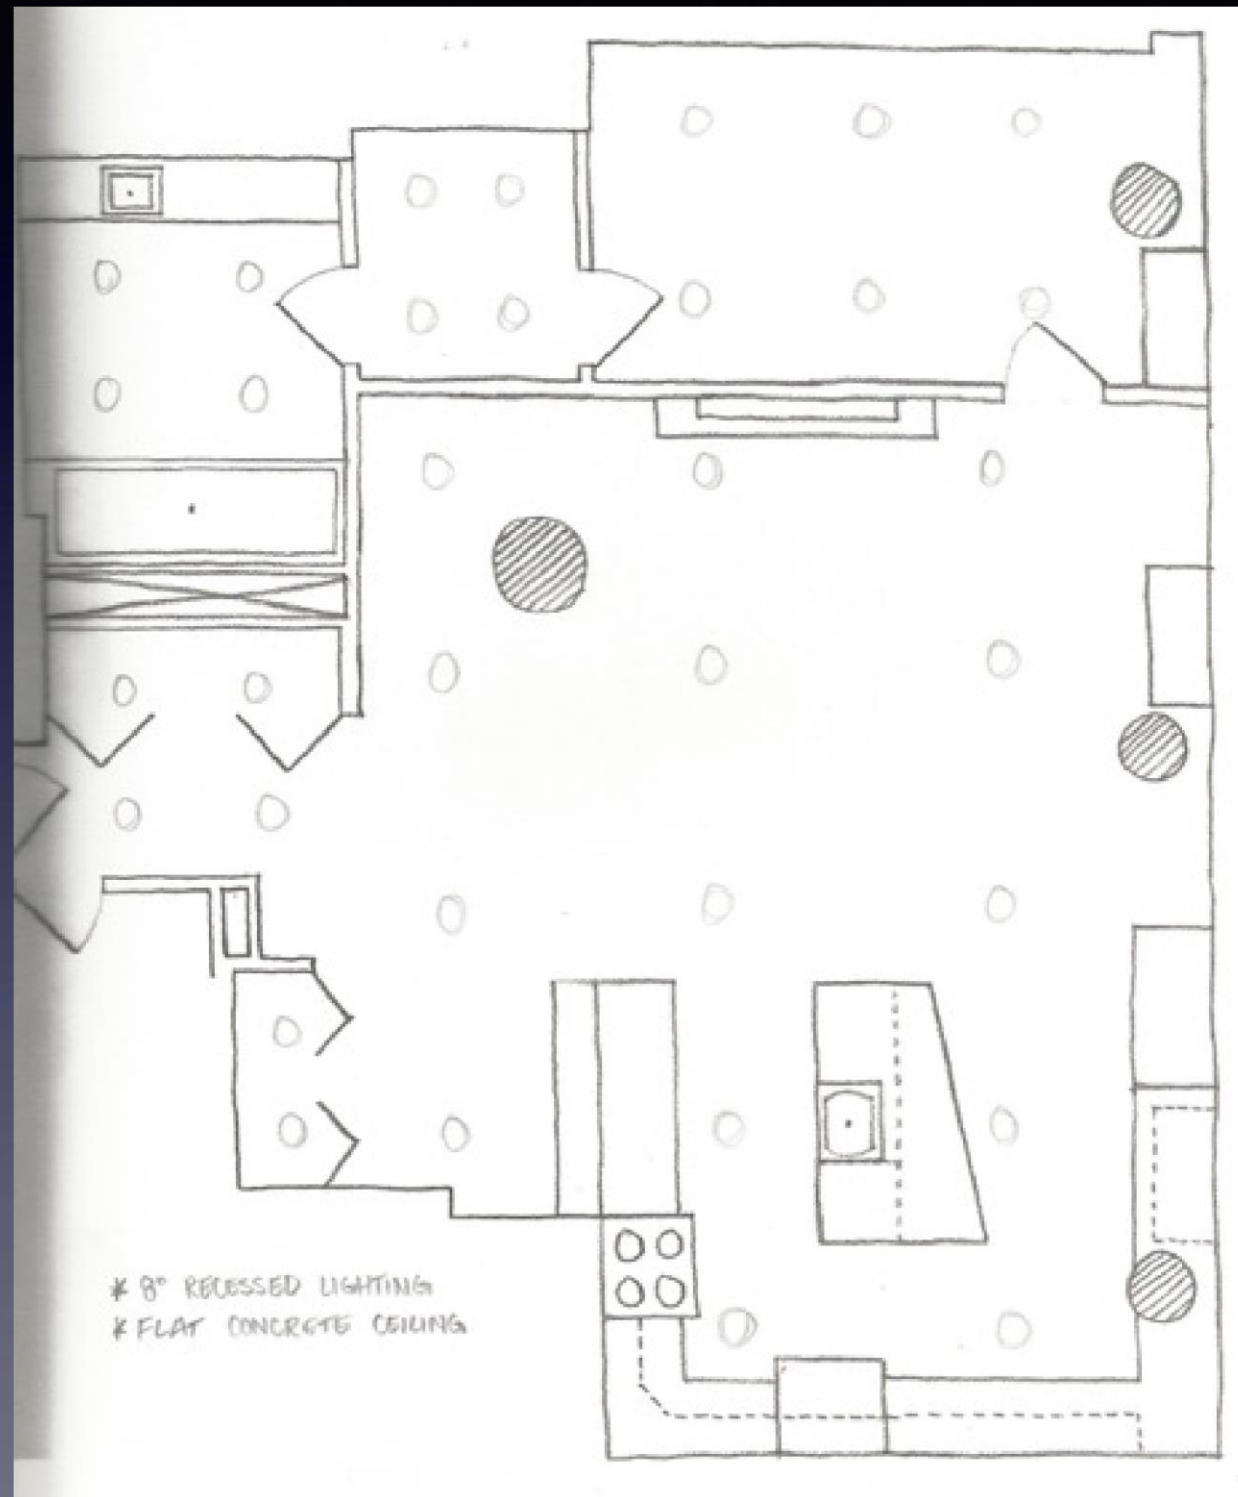 * 8" RECESSED LIGHTING
* FLAT CONCRETE CEILING